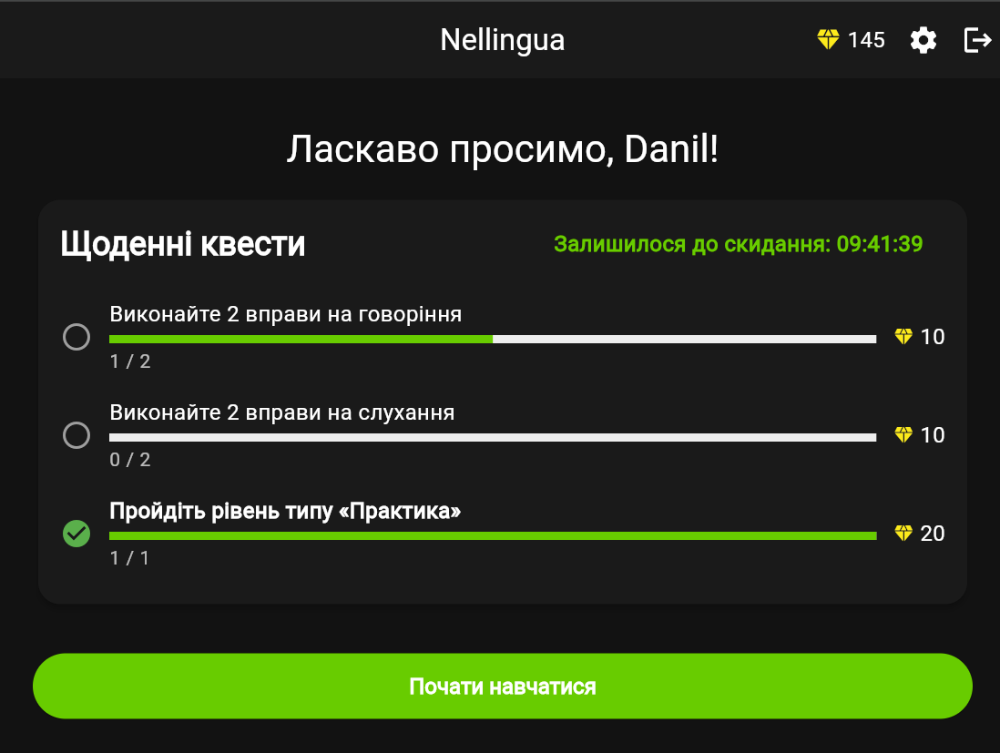 Nellingua
145
Ласкаво просимо, Danil!
Щоденні квести
Залишилося до скидання: 09:41:39
Виконайте 2 вправи на говоріння
10
1 / 2
Виконайте 2 вправи на слухання
10
0 / 2
Пройдіть рівень типу «Практика»
20
1 / 1
Почати навчатися